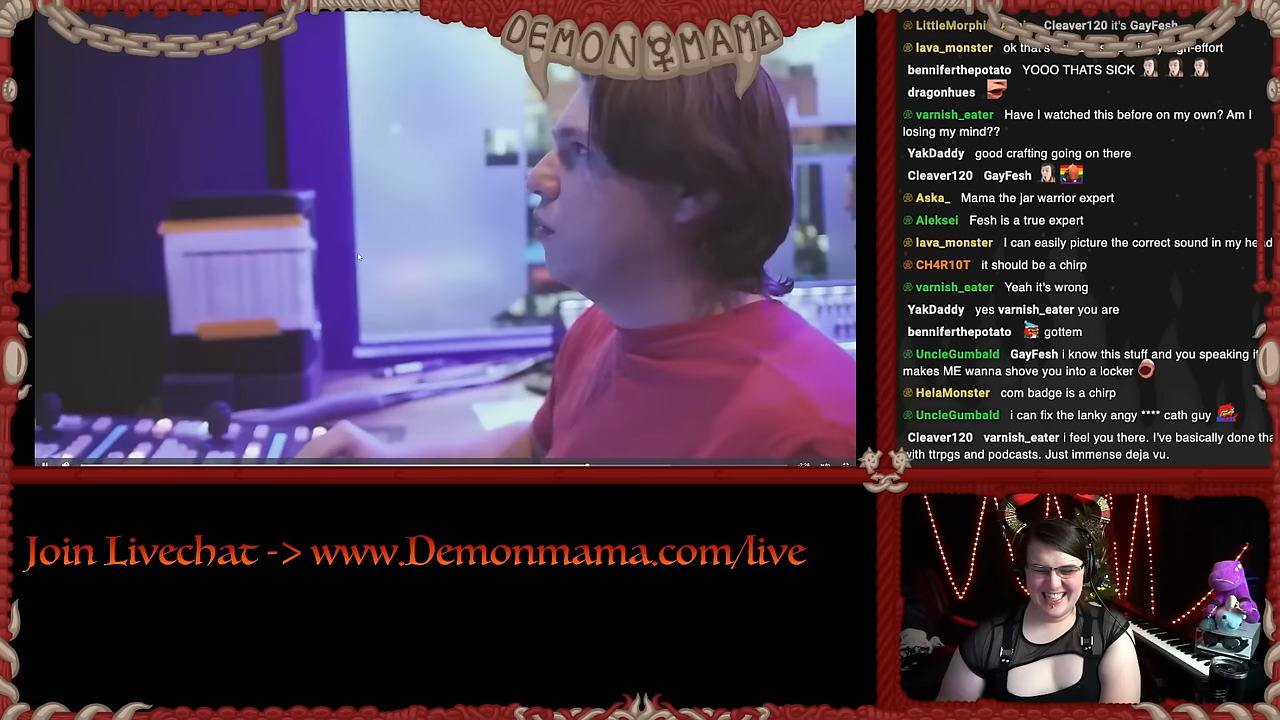 DEMON MAMA
LittleMorphi Cleaver120 it's GayFesh
lava_monster ok that's -effort
benniferthepotato YOOO THATS SICK
dragonhues
varnish_eater Have I watched this before on my own? Am I
losing my mind??
YakDaddy good crafting going on there
Cleaver120 GayFesh
Aska_ Mama the jar warrior expert
Aleksei Fesh is a true expert
lava_monster I can easily picture the correct sound in my head
CH4R10T it should be a chirp
varnish_eater Yeah it's wrong
YakDaddy yes varnish_eater you are
benniferthepotato gottem
UncleGumbald GayFesh i know this stuff and you speaking it
makes ME wanna shove you into a locker
HelaMonster com badge is a chirp
UncleGumbald i can fix the lanky angy **** cath guy
Cleaver120 varnish_eater i feel you there. I've basically done tha
with ttrpgs and podcasts. Just immense deja vu.
Join Livechat -> www.Demonmama.com/live